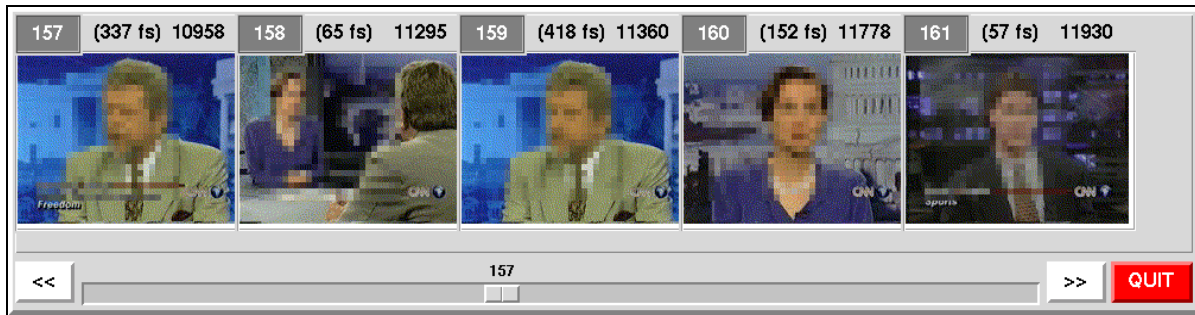 157 (337 fs) 10958 158 (65 fs) 11295 159 (418 fs) 11360 160 (152 fs) 11778 161 (57 fs) 11930
CNN CNN CNN CNN CNN
Freedom Sports
157
<< >> QUIT